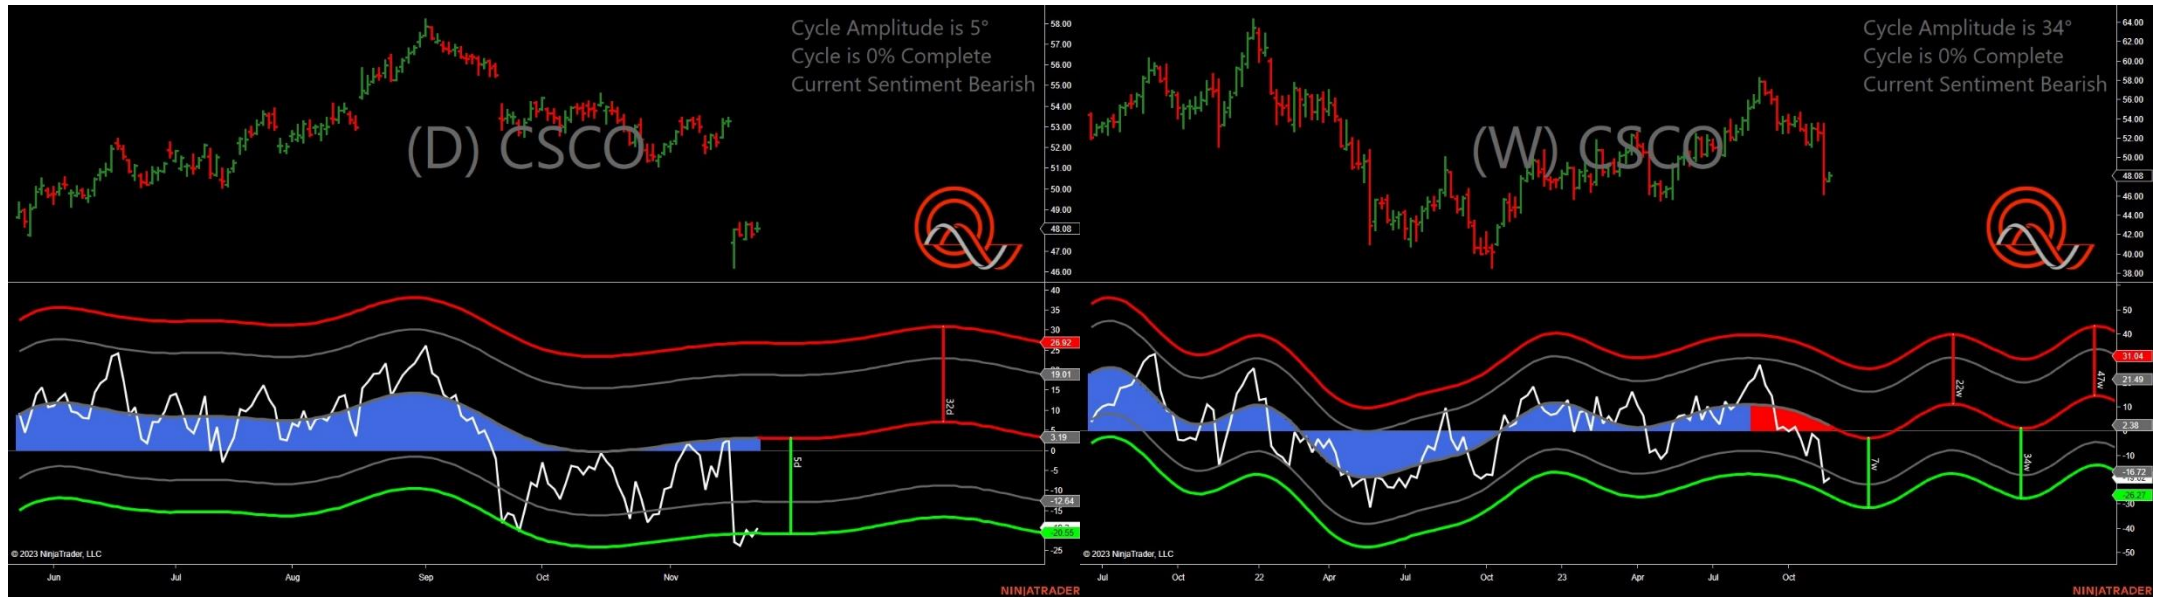 Cycle Amplitude is 5°
Cycle is 0% Complete
Current Sentiment Bearish
(D) CSCO
58.00
57.00
56.00
55.00
54.00
53.00
52.00
51.00
50.00
49.00
48.08
47.00
46.00
40
35
30
26.92
25
19.01
15
10
5
3.19
0
-5
-10
-12.64
-15
-20.55
-25
32d
5d
© 2023 NinjaTrader, LLC
Jun Jul Aug Sep Oct Nov
NINJATRADER
Cycle Amplitude is 34°
Cycle is 0% Complete
Current Sentiment Bearish
(W) CSCO
64.00
62.00
60.00
58.00
56.00
54.00
52.00
50.00
48.08
46.00
44.00
42.00
40.00
38.00
50
40
31.04
21.49
10
2.38
-10
-16.72
-26.27
-30
-40
-50
22w
47w
7w
34w
© 2023 NinjaTrader, LLC
Jul Oct 22 Apr Jul Oct 23 Apr Jul Oct
NINJATRADER